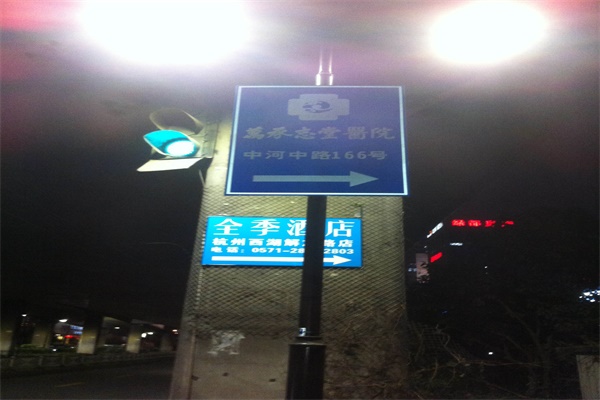 萬承志堂醫院
中河中路166号
全季酒店
杭州西湖解
路店
电话：0571-28
2803